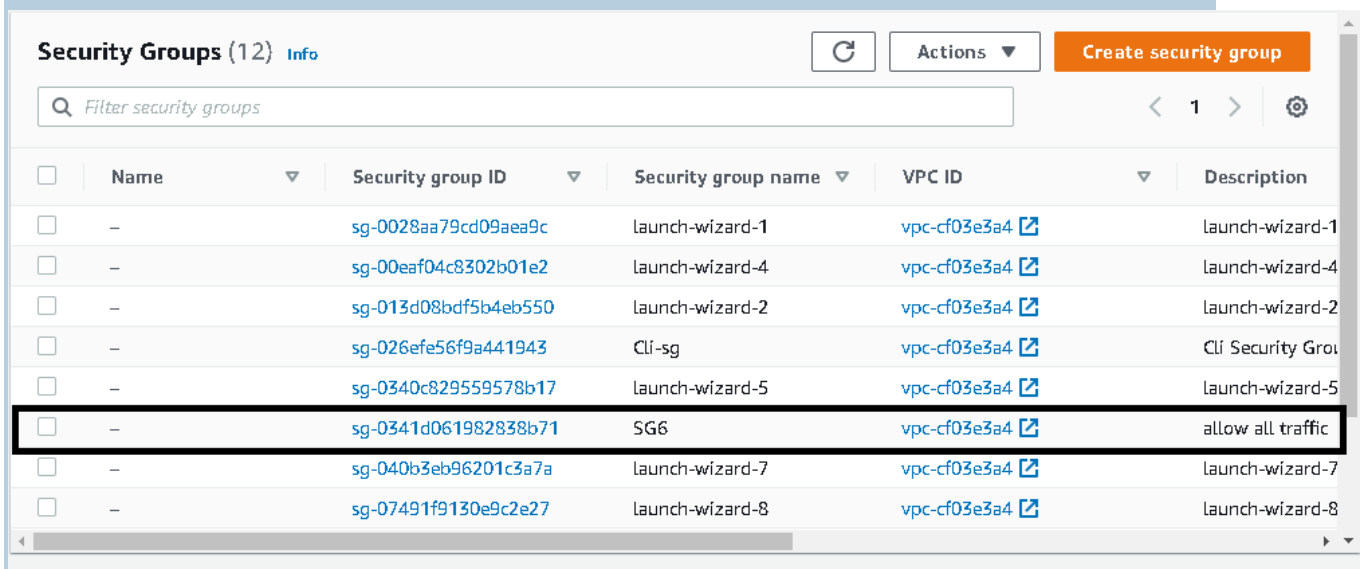 Security Groups (12) Info
Actions
Create security group
Filter security groups
1
Name Security group ID Security group name VPC ID Description
– sg-0028aa79cd09aea9c launch-wizard-1 vpc-cf03e3a4 launch-wizard-1
– sg-00eaf04c8302b01e2 launch-wizard-4 vpc-cf03e3a4 launch-wizard-4
– sg-013d08bdf5b4eb550 launch-wizard-2 vpc-cf03e3a4 launch-wizard-2
– sg-026efe56f9a441943 Cli-sg vpc-cf03e3a4 Cli Security Grou
– sg-0340c829559578b17 launch-wizard-5 vpc-cf03e3a4 launch-wizard-5
– sg-0341d061982838b71 SG6 vpc-cf03e3a4 allow all traffic
– sg-040b3eb96201c3a7a launch-wizard-7 vpc-cf03e3a4 launch-wizard-7
– sg-07491f9130e9c2e27 launch-wizard-8 vpc-cf03e3a4 launch-wizard-8